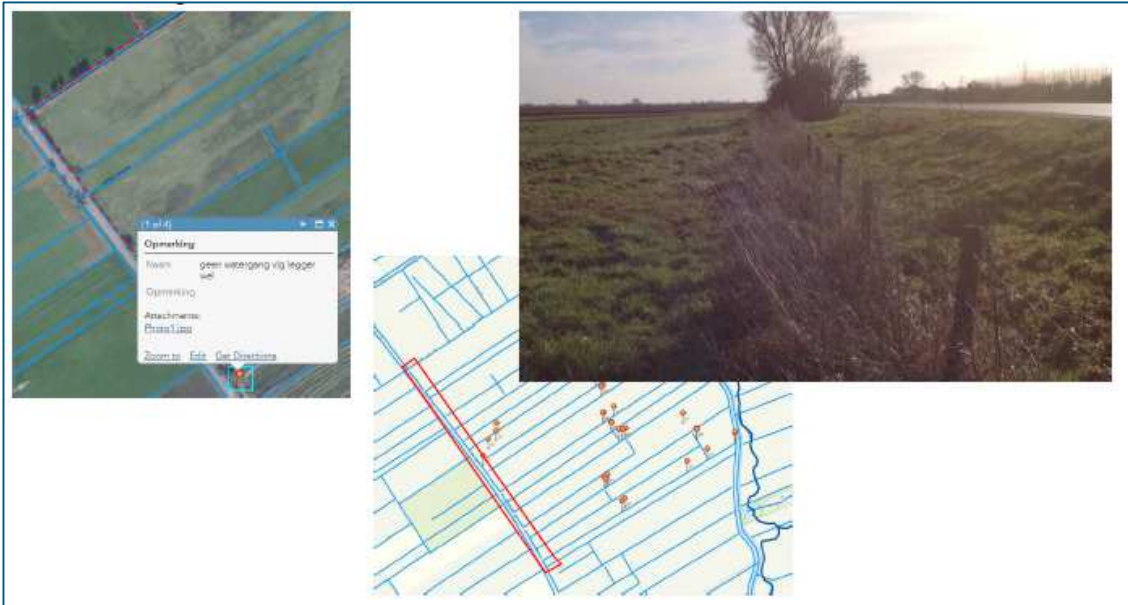 (1 of 4)
Opmerking
Naam geen watergang vlg legger
wel
Opmerking
Attachments:
Photo1.jpg
Zoom to Edit Get Directions